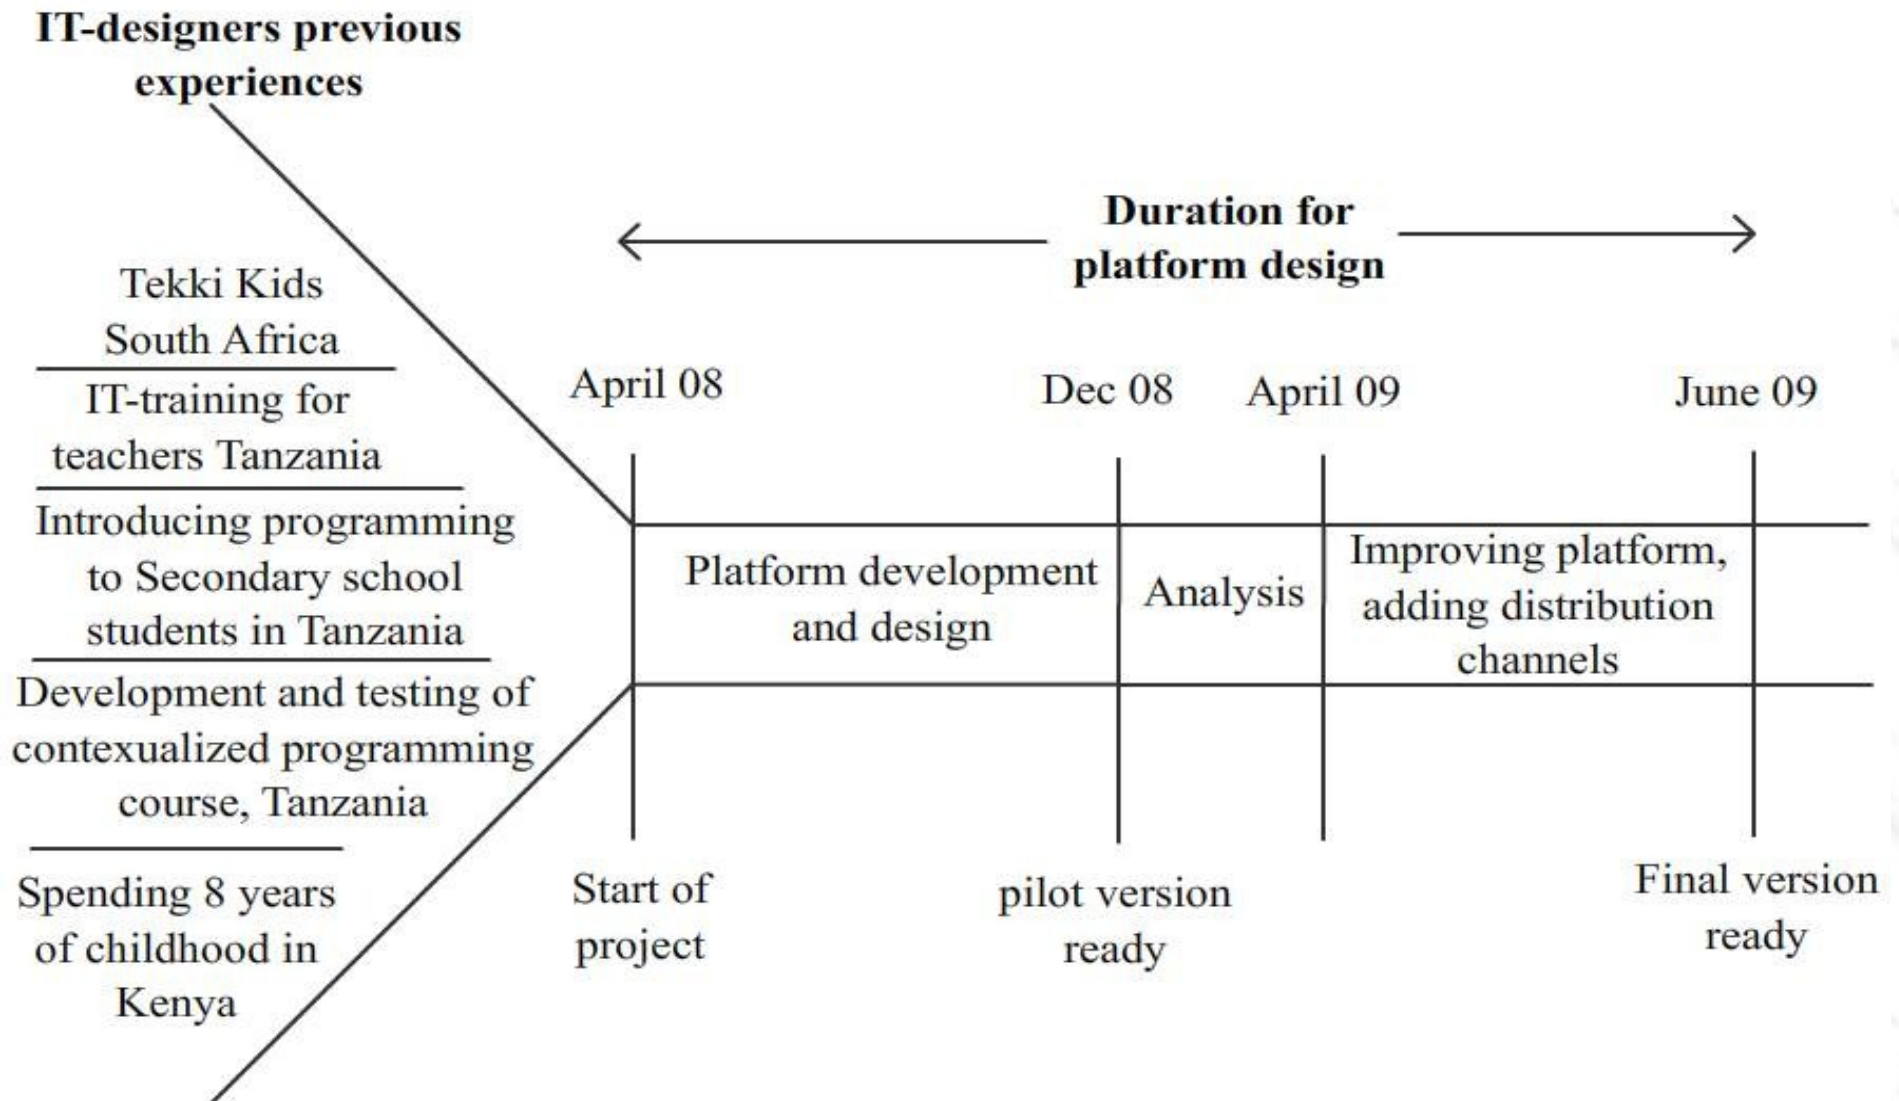 IT-designers previous
experiences
Tekki Kids
South Africa
IT-training for
teachers Tanzania
Introducing programming
to Secondary school
students in Tanzania
Development and testing of
contexualized programming
course, Tanzania
Spending 8 years
of childhood in
Kenya
Duration for
platform design
April 08
Dec 08
April 09
June 09
Platform development
and design
Analysis
Improving platform,
adding distribution
channels
Start of
project
pilot version
ready
Final version
ready